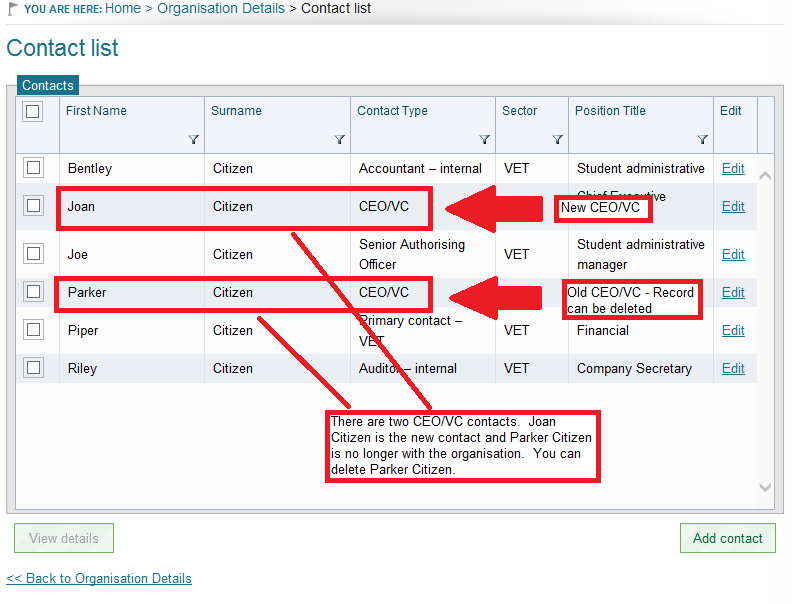 YOU ARE HERE: Home > Organisation Details > Contact list
Contact list
Contacts
First Name Surname Contact Type Sector Position Title Edit
Bentley Citizen Accountant – internal VET Student administrative Edit
Chief Executive
Joan Citizen CEO/VC New CEO/VC Edit
Joe Citizen Senior Authorising Officer VET Student administrative manager Edit
Parker Citizen CEO/VC Edit
Old CEO/VC - Record
can be deleted
Piper Citizen Primary contact – VET VET Financial Edit
Riley Citizen Auditor – internal VET Company Secretary Edit
There are two CEO/VC contacts. Joan
Citizen is the new contact and Parker Citizen
is no longer with the organisation. You can
delete Parker Citizen.
View details Add contact
<< Back to Organisation Details